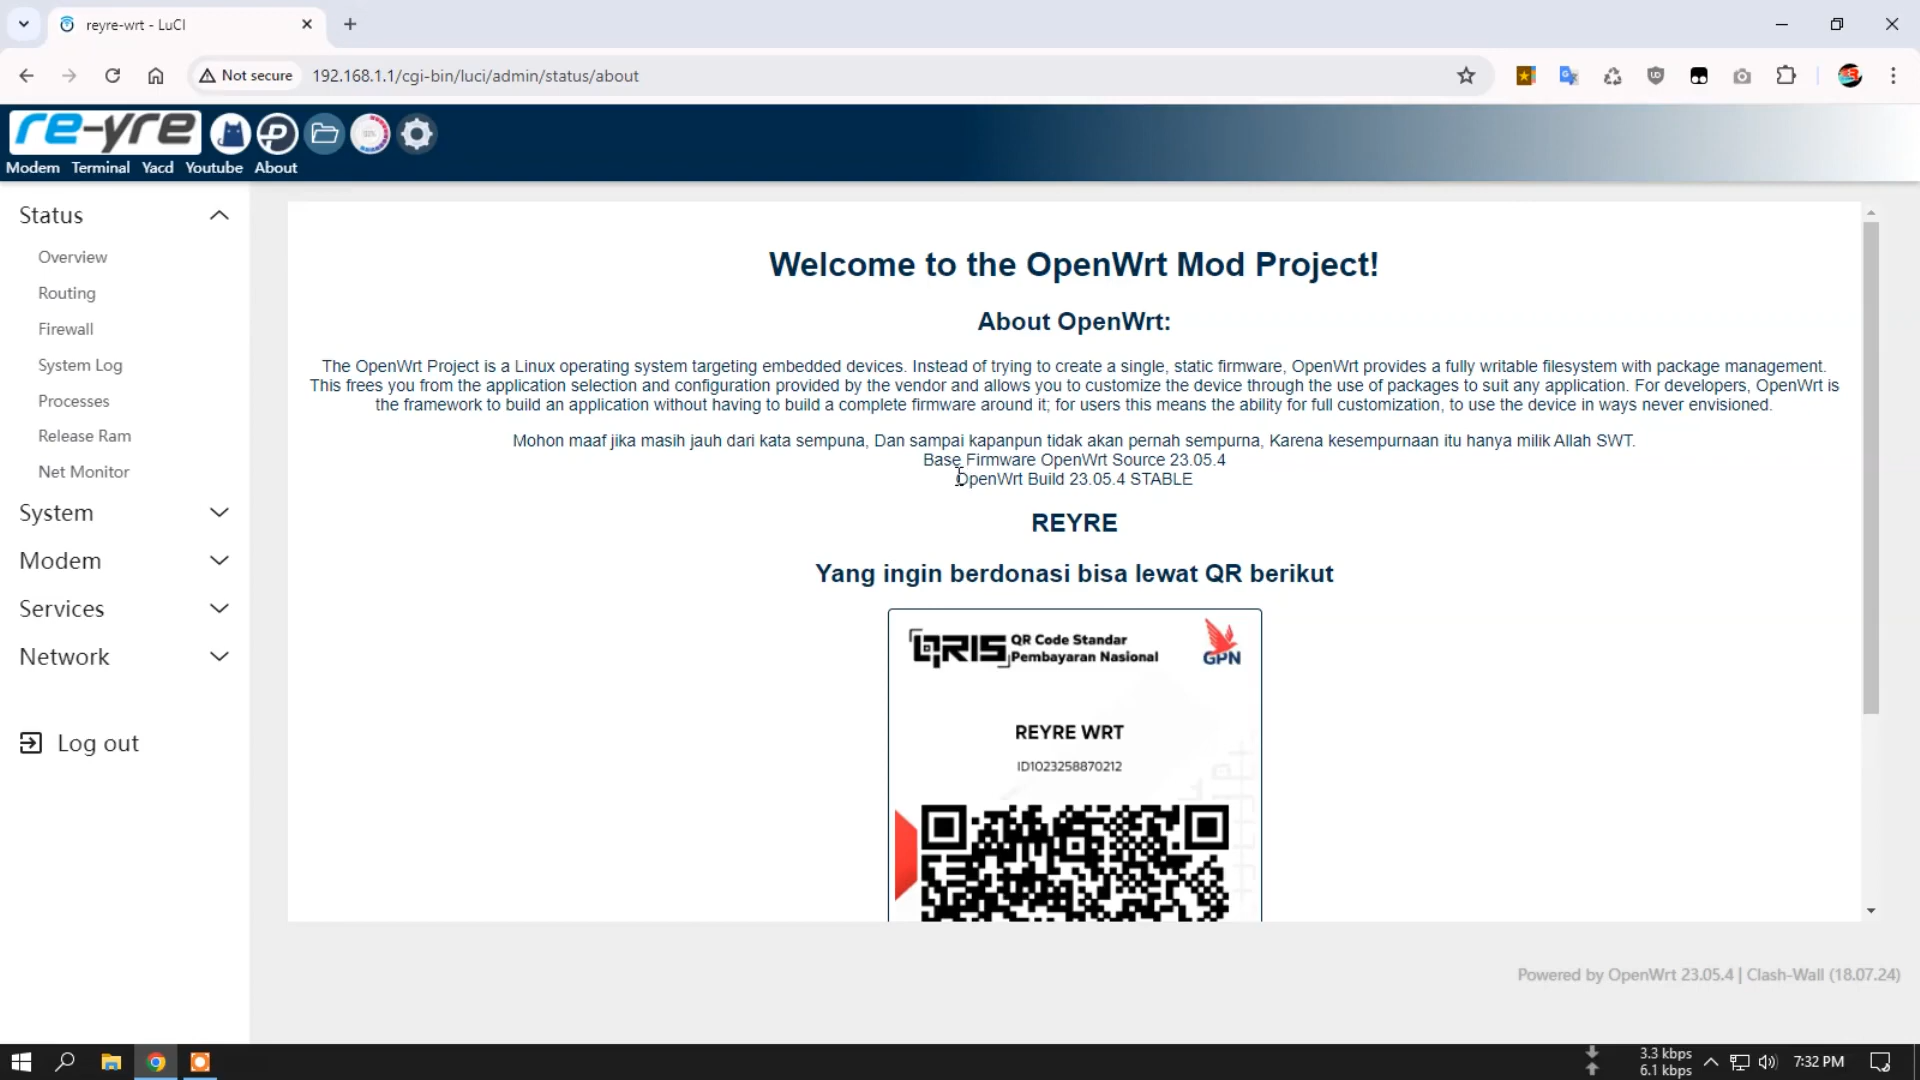 reyre-wrt - LuCI
Not secure
192.168.1.1/cgi-bin/luci/admin/status/about
re-yre
Modem Terminal Yacd Youtube About
Status
Overview
Routing
Firewall
System Log
Processes
Release Ram
Net Monitor
System
Modem
Services
Network
Log out
Welcome to the OpenWrt Mod Project!
About OpenWrt:
The OpenWrt Project is a Linux operating system targeting embedded devices. Instead of trying to create a single, static firmware, OpenWrt provides a fully writable filesystem with package management.
This frees you from the application selection and configuration provided by the vendor and allows you to customize the device through the use of packages to suit any application. For developers, OpenWrt is
the framework to build an application without having to build a complete firmware around it; for users this means the ability for full customization, to use the device in ways never envisioned.
Mohon maaf jika masih jauh dari kata sempuna, Dan sampai kapanpun tidak akan pernah sempurna, Karena kesempurnaan itu hanya milik Allah SWT.
Base Firmware OpenWrt Source 23.05.4
OpenWrt Build 23.05.4 STABLE
REYRE
Yang ingin berdonasi bisa lewat QR berikut
QRIS
QR Code Standar
Pembayaran Nasional
GPN
REYRE WRT
ID1023258870212
Powered by OpenWrt 23.05.4 | Clash-Wall (18.07.24)
3.3 kbps
6.1 kbps
7:32 PM